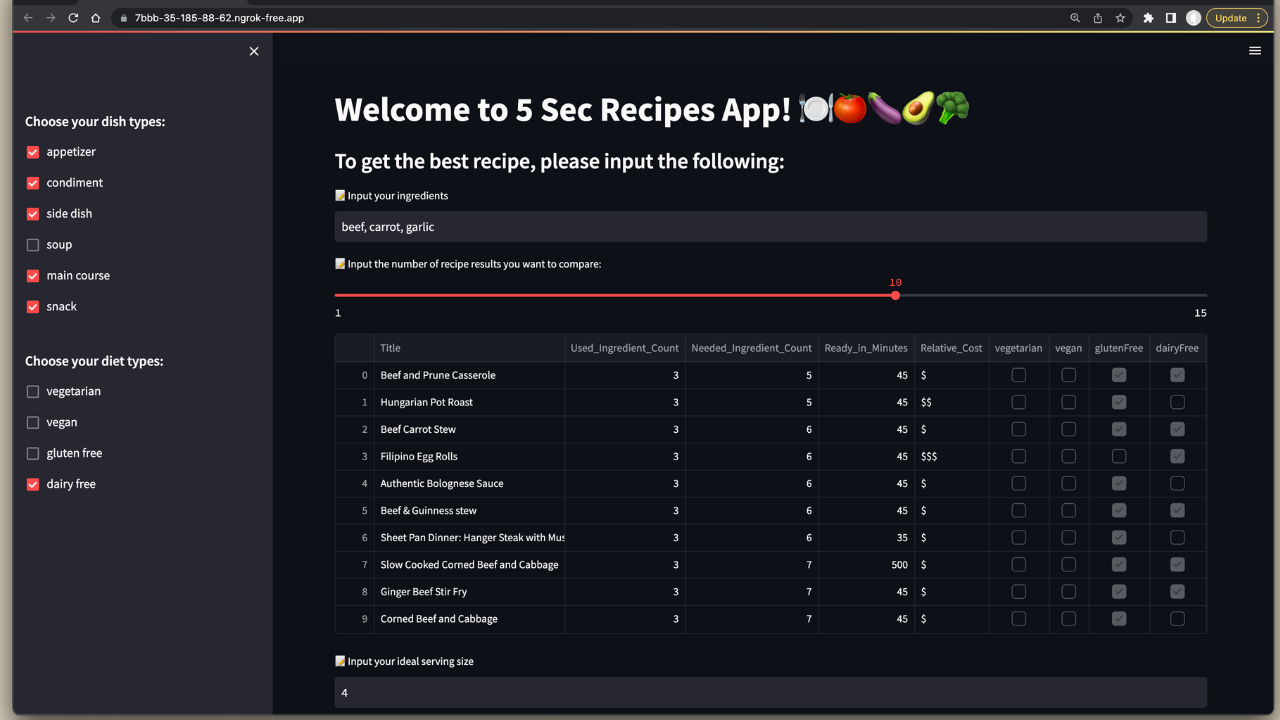 7bbb-35-185-88-62.ngrok-free.app
Update
Choose your dish types:
appetizer
condiment
side dish
soup
main course
snack
Choose your diet types:
vegetarian
vegan
gluten free
dairy free
Welcome to 5 Sec Recipes App!
To get the best recipe, please input the following:
Input your ingredients
beef, carrot, garlic
Input the number of recipe results you want to compare:
10
1 15
Title Used_Ingredient_Count Needed_Ingredient_Count Ready_in_Minutes Relative_Cost vegetarian vegan glutenFree dairyFree
0 Beef and Prune Casserole 3 5 45 $
1 Hungarian Pot Roast 3 5 45 $$
2 Beef Carrot Stew 3 6 45 $
3 Filipino Egg Rolls 3 6 45 $$$
4 Authentic Bolognese Sauce 3 6 45 $
5 Beef & Guinness stew 3 6 45 $
6 Sheet Pan Dinner: Hanger Steak with Mus 3 6 35 $
7 Slow Cooked Corned Beef and Cabbage 3 7 500 $
8 Ginger Beef Stir Fry 3 7 45 $
9 Corned Beef and Cabbage 3 7 45 $
Input your ideal serving size
4